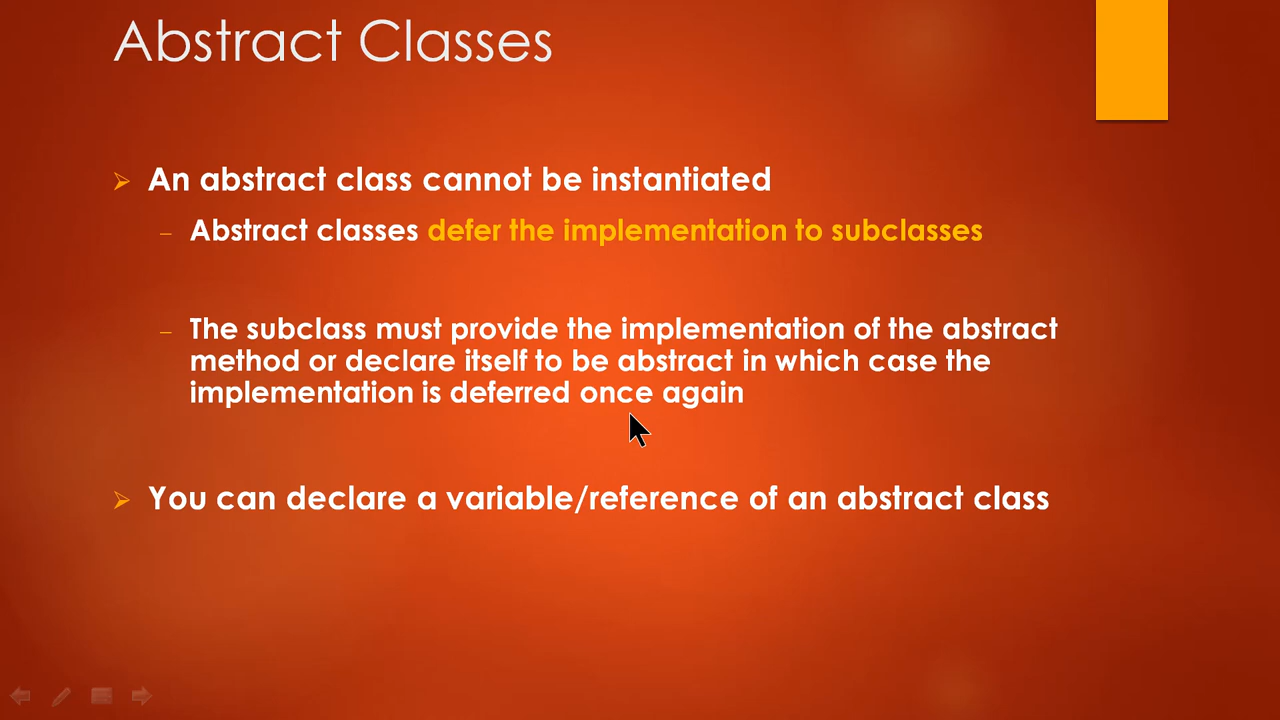 Abstract Classes
An abstract class cannot be instantiated
– Abstract classes defer the implementation to subclasses
– The subclass must provide the implementation of the abstract
method or declare itself to be abstract in which case the
implementation is deferred once again
You can declare a variable/reference of an abstract class